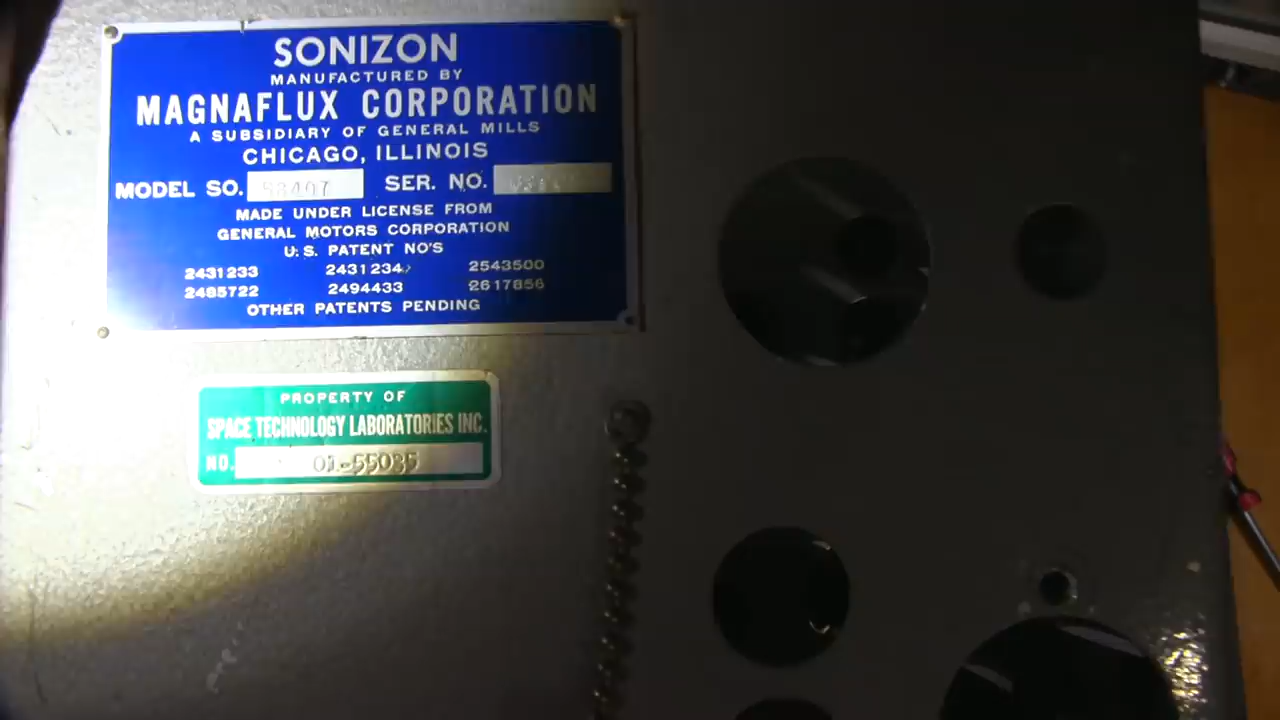 SONIZON
MANUFACTURED BY
MAGNAFLUX CORPORATION
A SUBSIDIARY OF GENERAL MILLS
CHICAGO, ILLINOIS
MODEL SO. 58407 SER. NO.
MADE UNDER LICENSE FROM
GENERAL MOTORS CORPORATION
U.S. PATENT NO'S
2431233 2431234 2543500
2485722 2494433 2617856
OTHER PATENTS PENDING
PROPERTY OF
SPACE TECHNOLOGY LABORATORIES INC.
NO. 01-55035